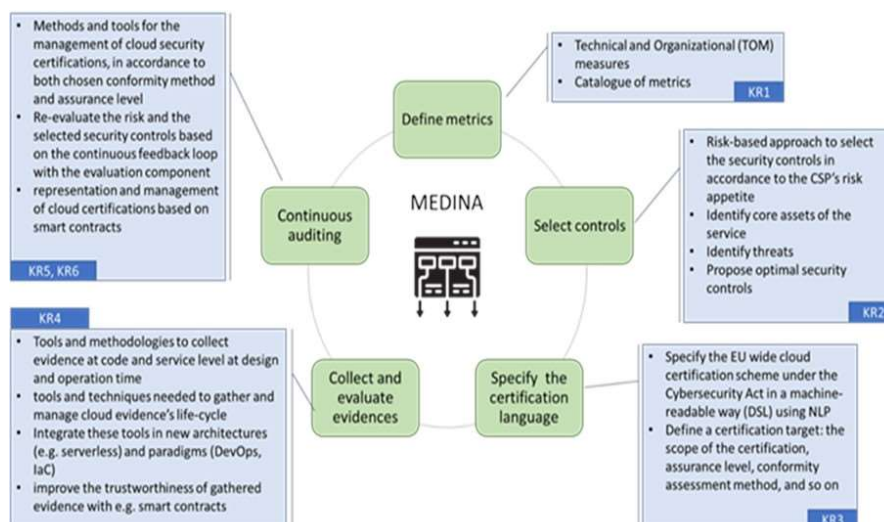 • Methods and tools for the
management of cloud security
certifications, in accordance to
both chosen conformity method
and assurance level
• Re-evaluate the risk and the
selected security controls based
on the continuous feedback loop
with the evaluation component
• representation and management
of cloud certifications based on
smart contracts
KR5, KR6
• Technical and Organizational (TOM)
measures
• Catalogue of metrics
KR1
Define metrics
• Risk-based approach to select
the security controls in
accordance to the CSP's risk
appetite
• Identify core assets of the
service
• Identify threats
• Propose optimal security
controls
KR2
Continuous
auditing
MEDINA
Select controls
KR4
• Tools and methodologies to collect
evidence at code and service level at design
and operation time
• tools and techniques needed to gather and
manage cloud evidence's life-cycle
• Integrate these tools in new architectures
(e.g. serverless) and paradigms (DevOps,
IaC)
• improve the trustworthiness of gathered
evidence with e.g. smart contracts
Collect and
evaluate
evidences
Specify the
certification
language
• Specify the EU wide cloud
certification scheme under the
Cybersecurity Act in a machine-
readable way (DSL) using NLP
• Define a certification target: the
scope of the certification,
assurance level, conformity
assessment method, and so on
KR3